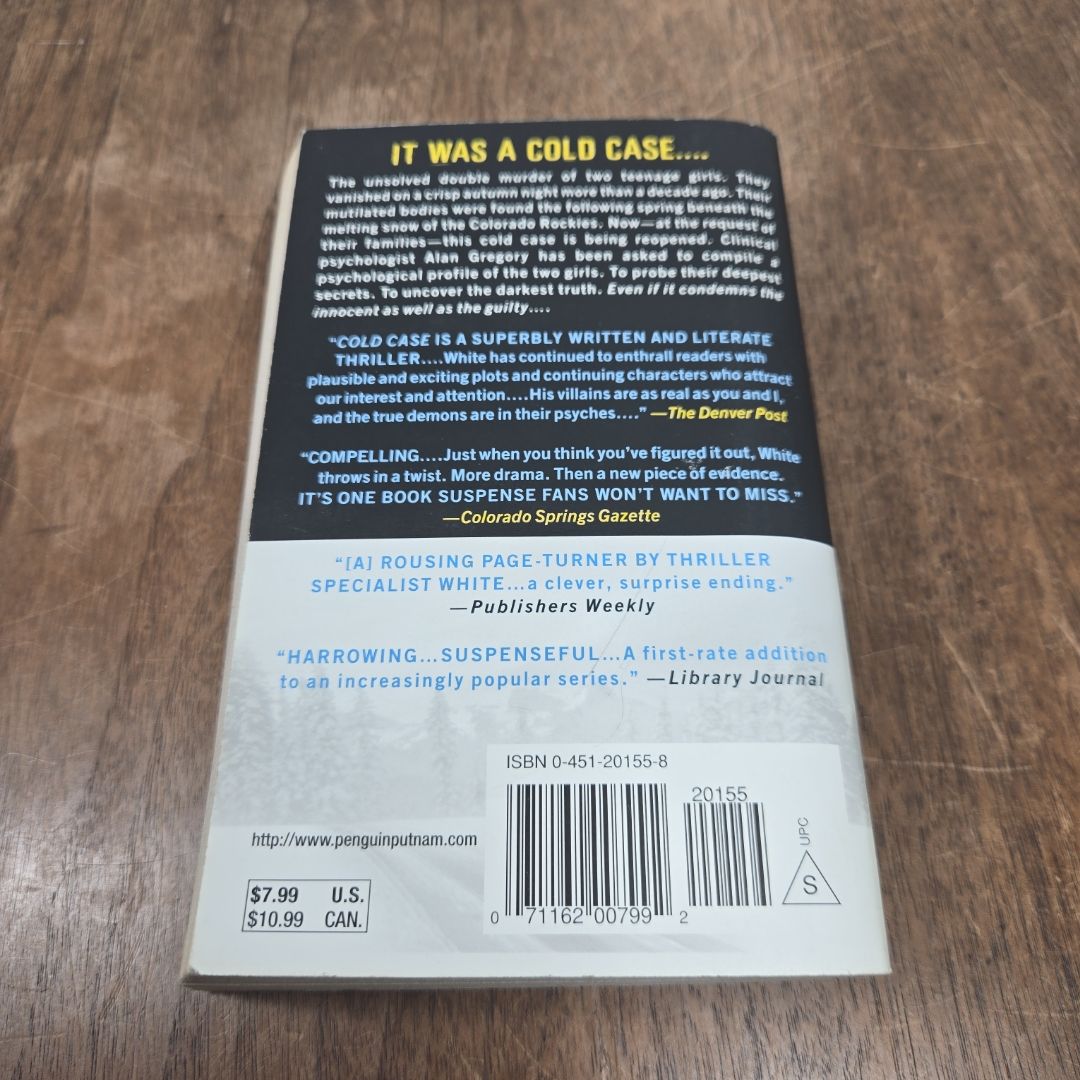 IT WAS A COLD CASE....
The unsolved double murder of two teenage girls. They
vanished on a crisp autumn night more than a decade ago. Their
mutilated bodies were found the following spring beneath the
melting snow of the Colorado Rockies. Now—at the request of
their families—this cold case is being reopened. Clinical
psychologist Alan Gregory has been asked to compile a
psychological profile of the two girls. To probe their deepest
secrets. To uncover the darkest truth. Even if it condemns the
innocent as well as the guilty....
“COLD CASE IS A SUPERBLY WRITTEN AND LITERATE
THRILLER....White has continued to enthrall readers with
plausible and exciting plots and continuing characters who attract
our interest and attention....His villains are as real as you and I,
and the true demons are in their psyches....” —The Denver Post
“COMPELLING....Just when you think you’ve figured it out, White
throws in a twist. More drama. Then a new piece of evidence.
IT’S ONE BOOK SUSPENSE FANS WON’T WANT TO MISS.”
—Colorado Springs Gazette
“[A] ROUSING PAGE-TURNER BY THRILLER
SPECIALIST WHITE...a clever, surprise ending.”
—Publishers Weekly
“HARROWING...SUSPENSEFUL...A first-rate addition
to an increasingly popular series.” —Library Journal
ISBN 0-451-20155-8
20155
UPC
S
0 71162 00799 2
http://www.penguinputnam.com
$7.99 U.S.
$10.99 CAN.